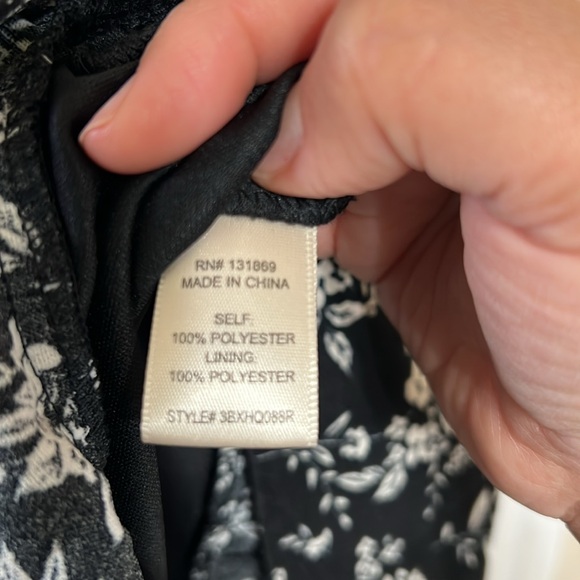 RN# 131869
MADE IN CHINA
SELF:
100% POLYESTER
LINING:
100% POLYESTER
STYLE# 3BXHQ088R